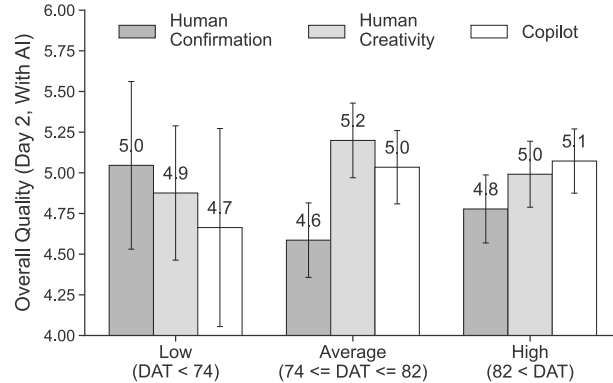 Overall Quality (Day 2, With AI)
6.00
5.75
5.50
5.25
5.00
4.75
4.50
4.25
4.00
Human
Confirmation
Human
Creativity
Copilot
5.0
4.9
4.7
4.6
5.2
5.0
4.8
5.0
5.1
Low
(DAT < 74)
Average
(74 <= DAT <= 82)
High
(82 < DAT)